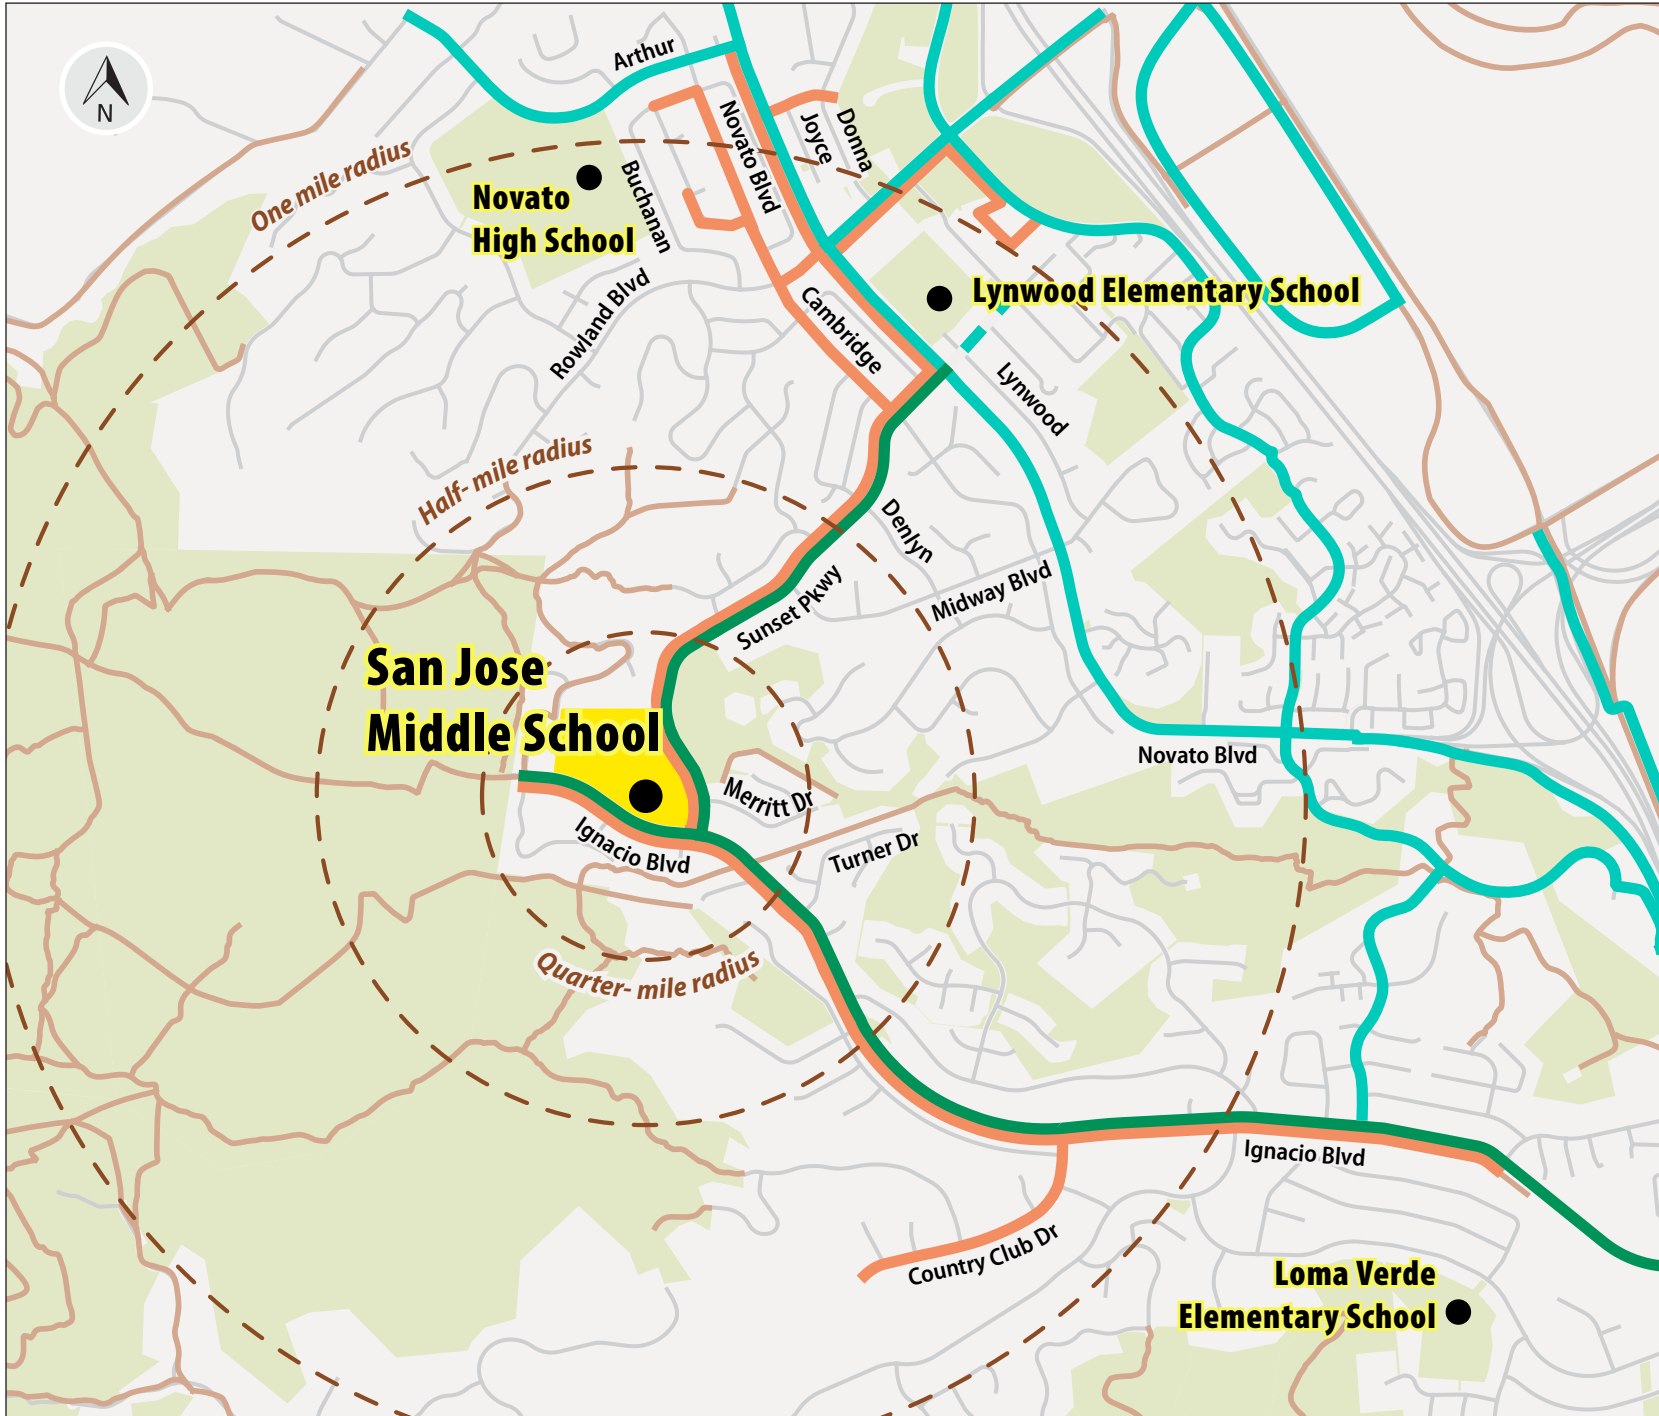 Arthur
N
Novato Blvd
Joyce
Donna
One mile radius
Buchanan
Novato
High School
Rowland Blvd
Lynwood Elementary School
Cambridge
Lynwood
Half- mile radius
Denlyn
Midway Blvd
Sunset Pkwy
San Jose
Middle School
Novato Blvd
Merritt Dr
Ignacio Blvd
Turner Dr
Quarter- mile radius
Ignacio Blvd
Country Club Dr
Loma Verde
Elementary School